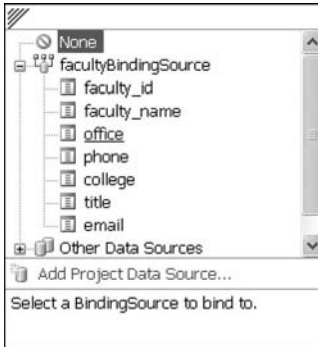 None
facultyBindingSource
faculty_id
faculty_name
office
phone
college
title
email
Other Data Sources
Add Project Data Source...
Select a BindingSource to bind to.